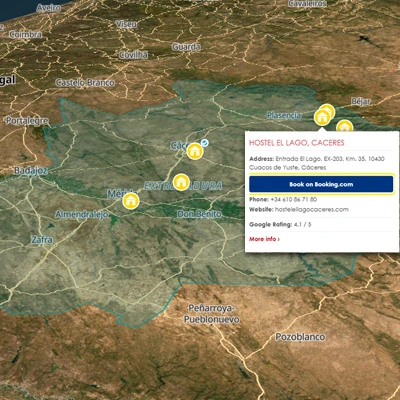 Aveiro
Viseu
Cavaleiros
Coimbra
Guarda
Covilhã
Castelo Branco
Béjar
Plasencia
Portalegre
HOSTEL EL LAGO, CACERES
Address: Entrada El Lago. EX-203, Km. 35, 10430
Cuacos de Yuste, Cáceres
Book on Booking.com
Phone: +34 610 86 71 80
Website: hostelellagocaceres.com
Google Rating: 4,1 / 5
More info ›
Badajoz
EXTREMADURA
Almendralejo
Don Benito
Zafra
Peñarroya-
Pueblonuevo
Pozoblanco